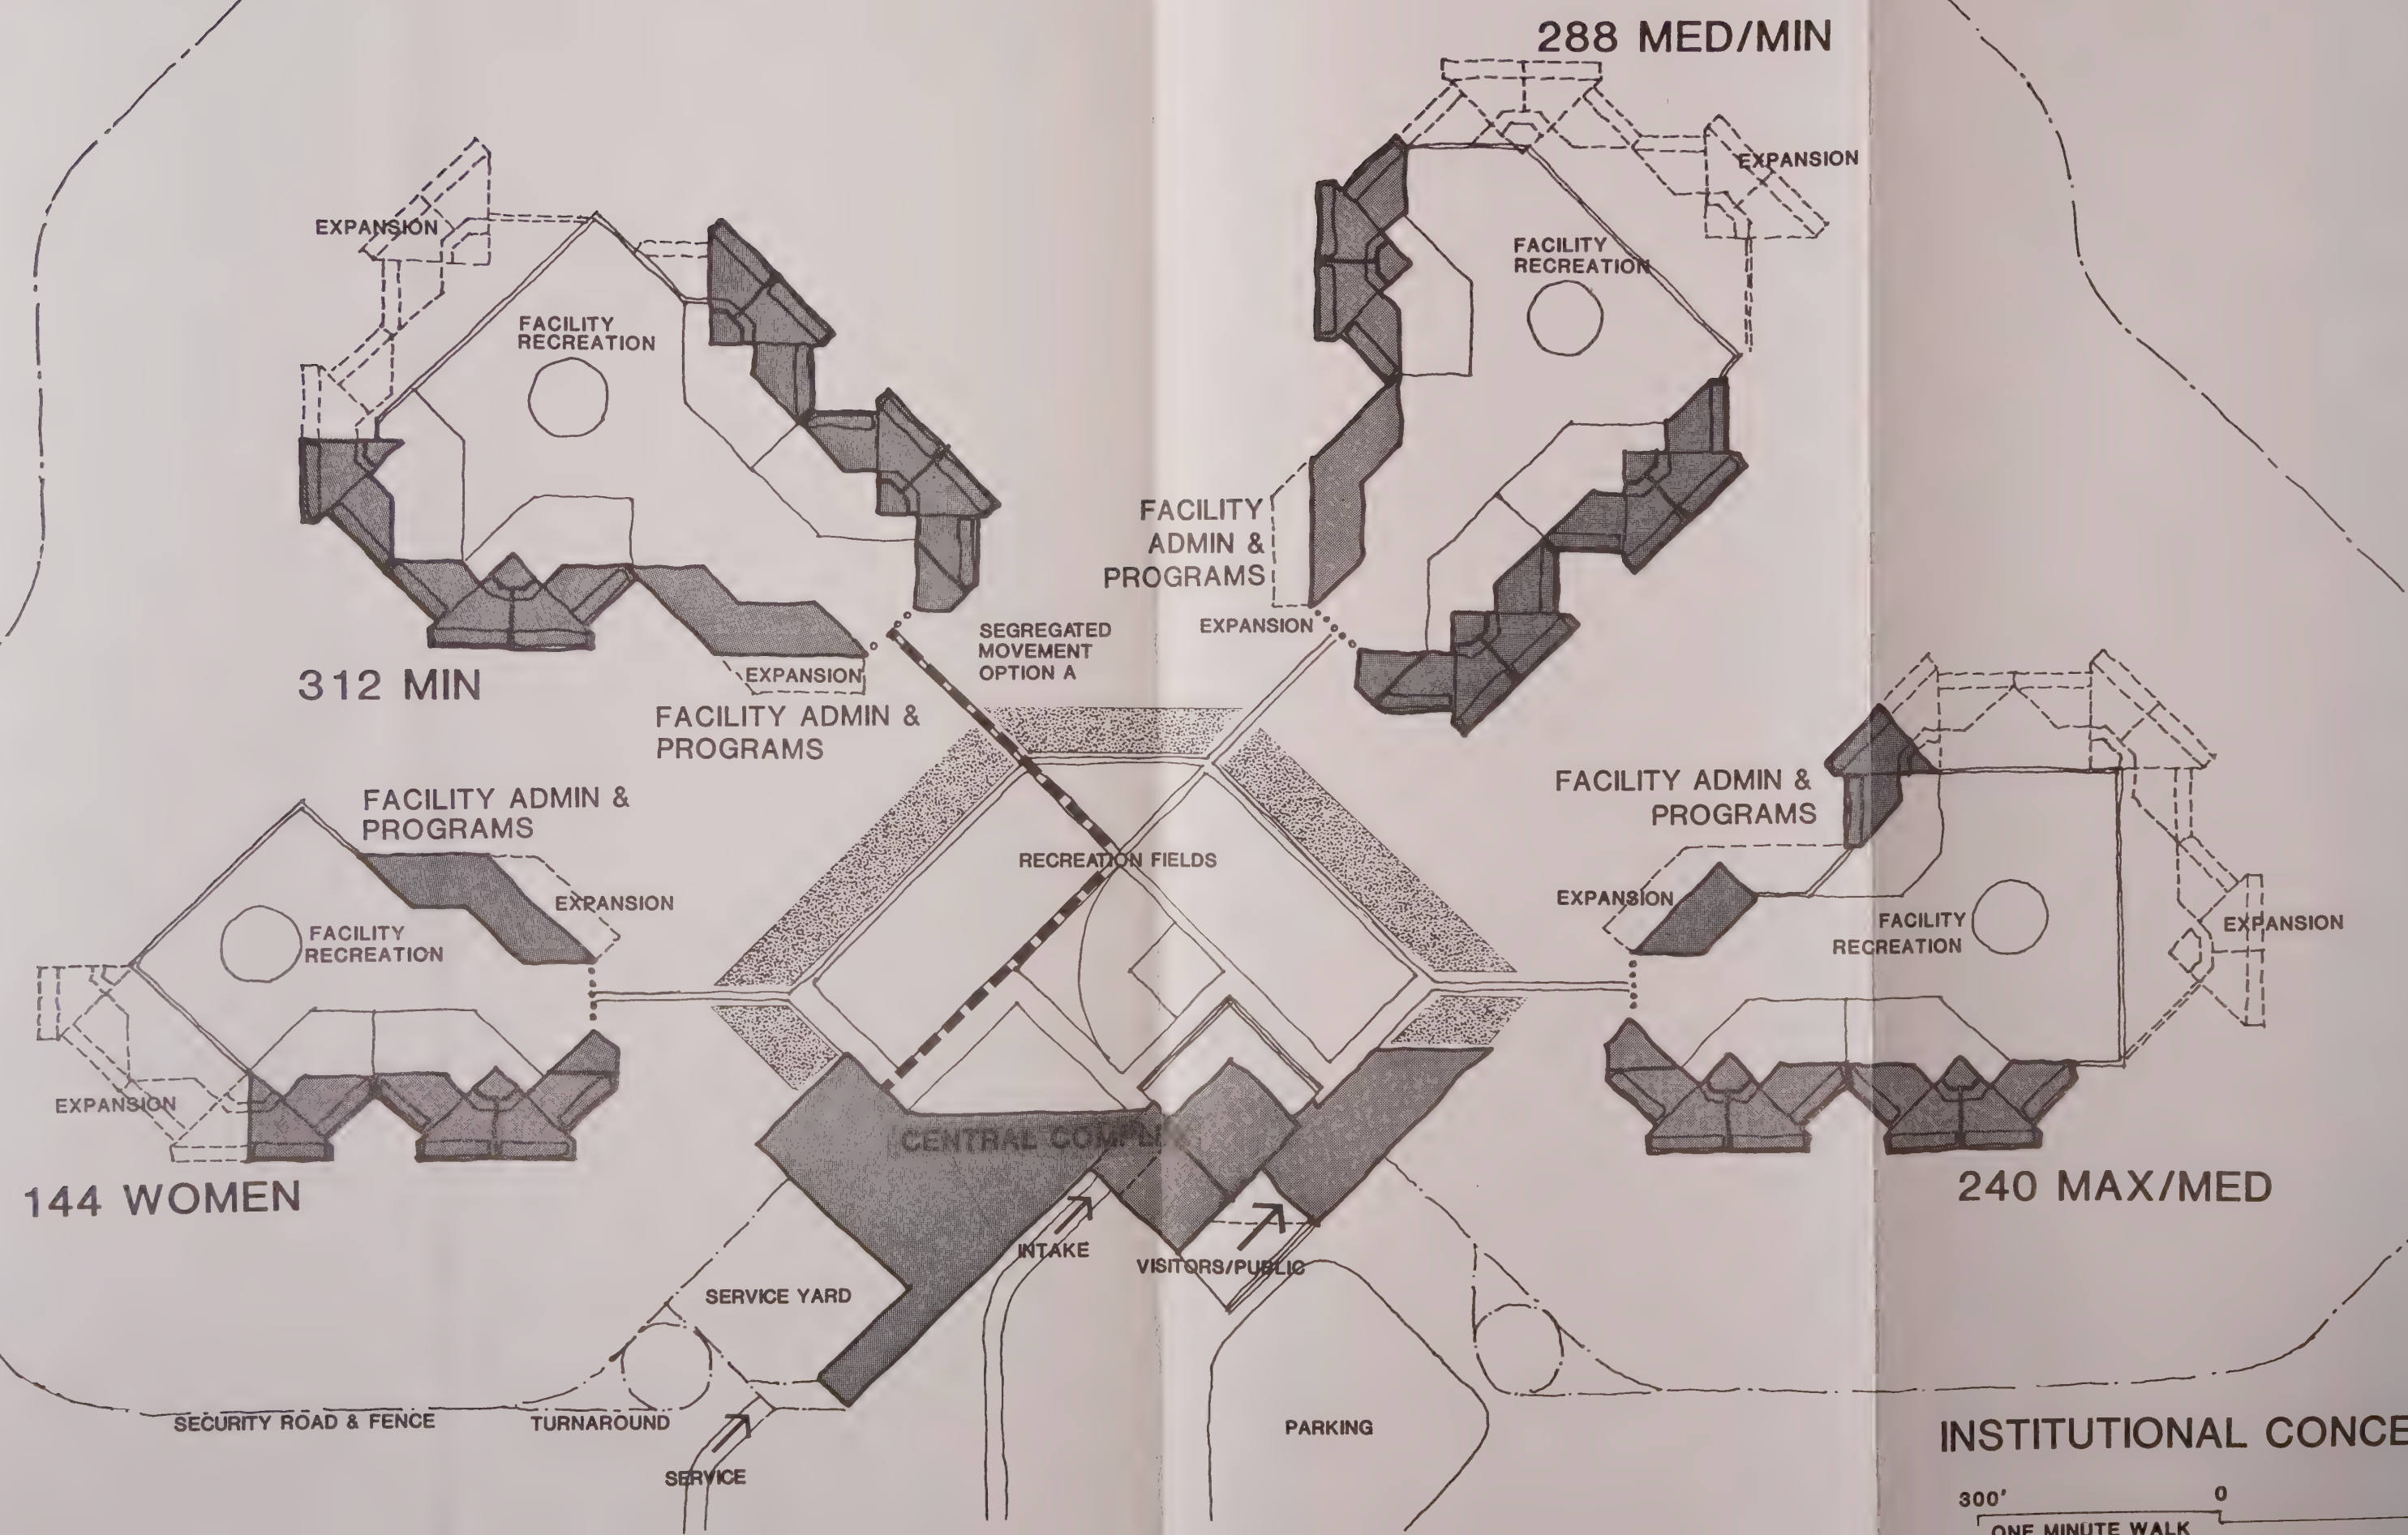 288 MED/MIN
EXPANSION
EXPANSION
FACILITY
RECREATION
FACILITY
RECREATION
FACILITY
ADMIN &
PROGRAMS
EXPANSION
SEGREGATED
MOVEMENT
OPTION A
EXPANSION
312 MIN
FACILITY ADMIN &
PROGRAMS
FACILITY ADMIN &
PROGRAMS
FACILITY ADMIN &
PROGRAMS
RECREATION FIELDS
EXPANSION
EXPANSION
FACILITY
RECREATION
FACILITY
RECREATION
EXPANSION
EXPANSION
CENTRAL COMPLEX
144 WOMEN
240 MAX/MED
INTAKE
VISITORS/PUBLIC
SERVICE YARD
SECURITY ROAD & FENCE
TURNAROUND
PARKING
SERVICE
INSTITUTIONAL CONCE
300' 0
ONE MINUTE WALK